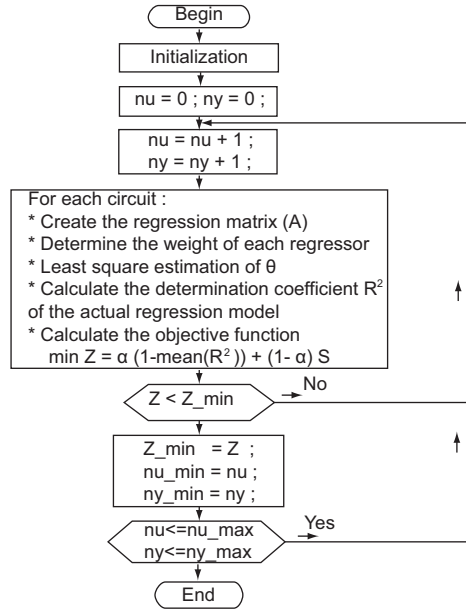 Begin
Initialization
nu = 0 ; ny = 0 ;
nu = nu + 1 ;
ny = ny + 1 ;
For each circuit :
* Create the regression matrix (A)
* Determine the weight of each regressor
* Least square estimation of θ
* Calculate the determination coefficient R²
of the actual regression model
* Calculate the objective function
min Z = α (1-mean(R²)) + (1- α) S
Z < Z_min
No
Z_min = Z ;
nu_min = nu ;
ny_min = ny ;
nu<=nu_max
ny<=ny_max
Yes
End